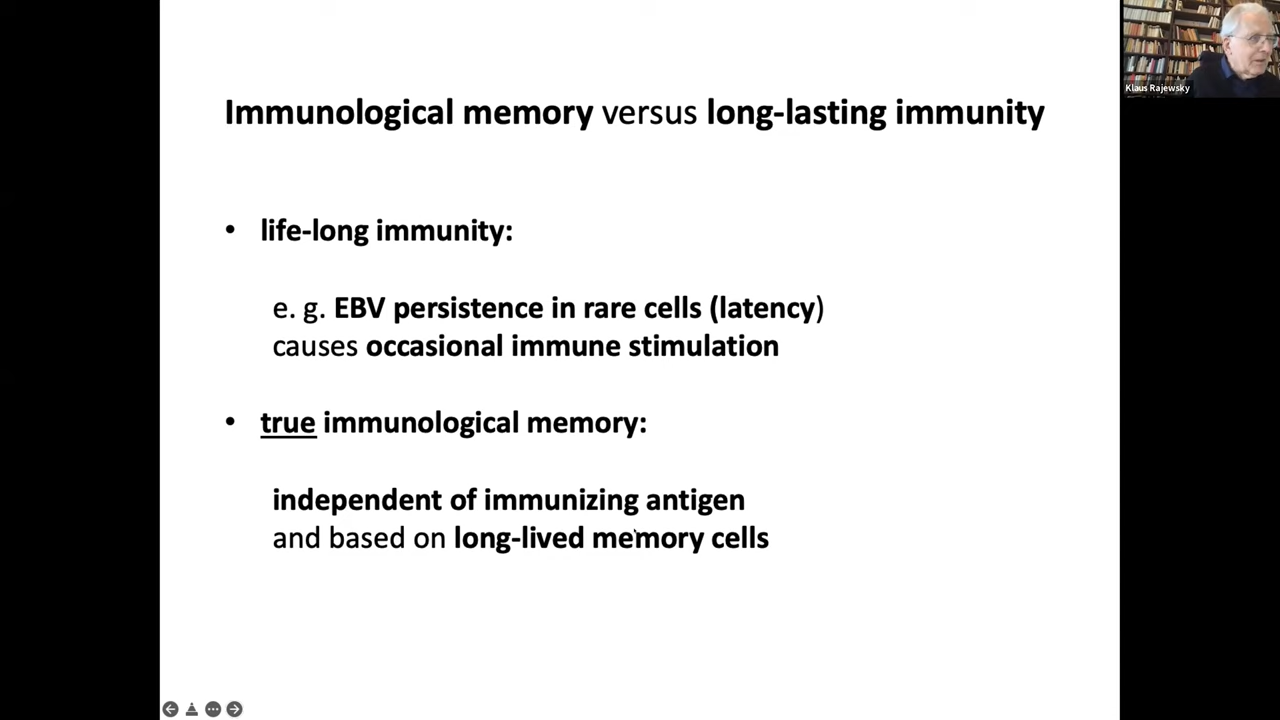 Klaus Rajewsky
Immunological memory versus long-lasting immunity
• life-long immunity:
e. g. EBV persistence in rare cells (latency)
causes occasional immune stimulation
• true immunological memory:
independent of immunizing antigen
and based on long-lived memory cells